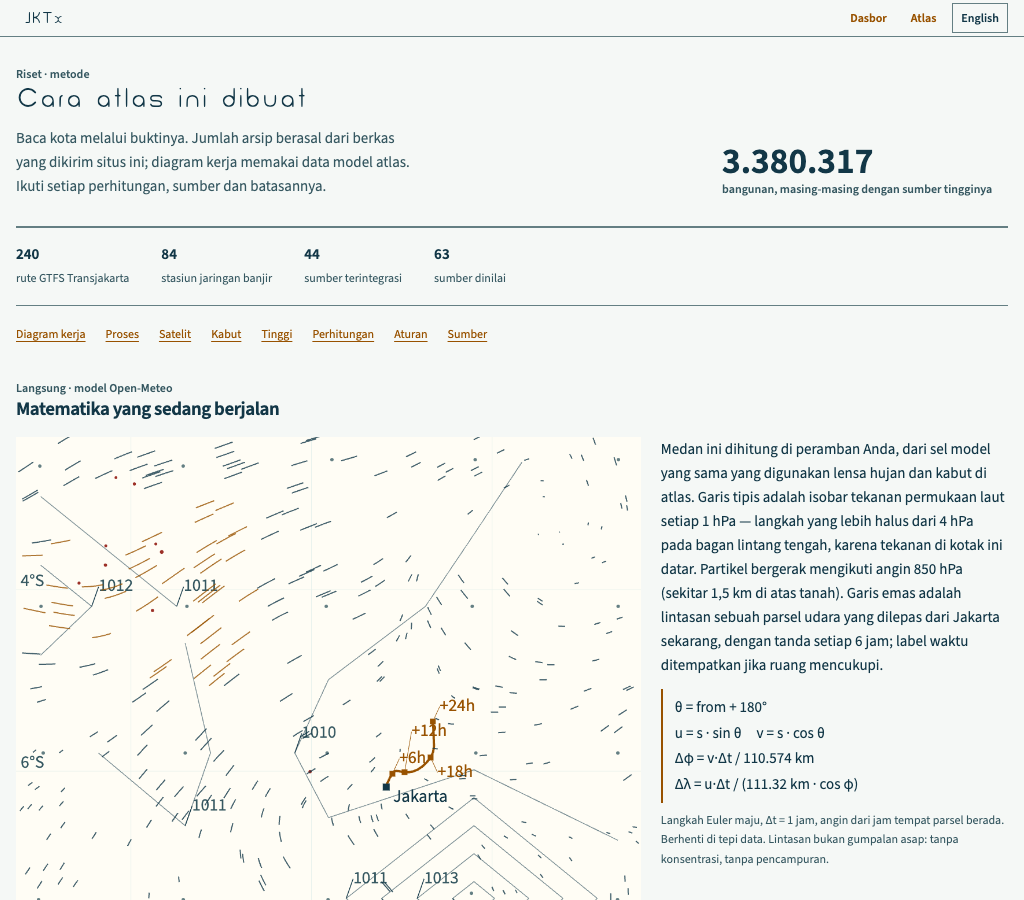 JKTx
Dasbor
Atlas
English
Riset · metode
Cara atlas ini dibuat
Baca kota melalui buktinya. Jumlah arsip berasal dari berkas
yang dikirim situs ini; diagram kerja memakai data model atlas.
Ikuti setiap perhitungan, sumber dan batasannya.
3.380.317
bangunan, masing-masing dengan sumber tingginya
240
rute GTFS Transjakarta
84
stasiun jaringan banjir
44
sumber terintegrasi
63
sumber dinilai
Diagram kerja
Proses
Satelit
Kabut
Tinggi
Perhitungan
Aturan
Sumber
Langsung · model Open-Meteo
Matematika yang sedang berjalan
4°S
1012
1011
1010
6°S
1011
+24h
+12h
+6h
+18h
Jakarta
1011
1013
Medan ini dihitung di peramban Anda, dari sel model
yang sama yang digunakan lensa hujan dan kabut di
atlas. Garis tipis adalah isobar tekanan permukaan laut
setiap 1 hPa — langkah yang lebih halus dari 4 hPa
pada bagan lintang tengah, karena tekanan di kotak ini
datar. Partikel bergerak mengikuti angin 850 hPa
(sekitar 1,5 km di atas tanah). Garis emas adalah
lintasan sebuah parsel udara yang dilepas dari Jakarta
sekarang, dengan tanda setiap 6 jam; label waktu
ditempatkan jika ruang mencukupi.
θ = from + 180°
u = s · sin θ v = s · cos θ
Δφ = v·Δt / 110.574 km
Δλ = u·Δt / (111.32 km · cos φ)
Langkah Euler maju, Δt = 1 jam, angin dari jam tempat parsel berada.
Berhenti di tepi data. Lintasan bukan gumpalan asap: tanpa
konsentrasi, tanpa pencampuran.